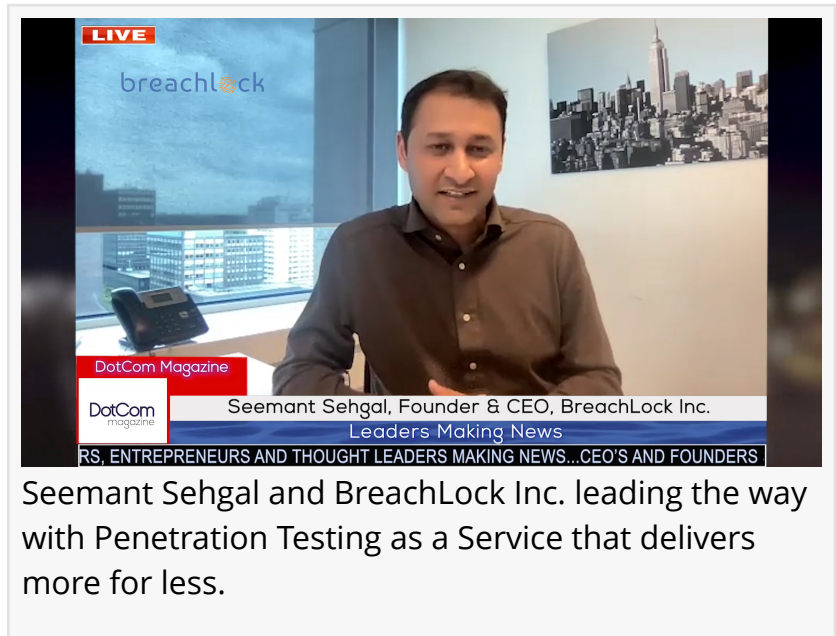 LIVE
breachlock
DotCom Magazine
DotCom
magazine
Seemant Sehgal, Founder & CEO, BreachLock Inc.
Leaders Making News
RS, ENTREPRENEURS AND THOUGHT LEADERS MAKING NEWS...CEO'S AND FOUNDERS
Seemant Sehgal and BreachLock Inc. leading the way
with Penetration Testing as a Service that delivers
more for less.